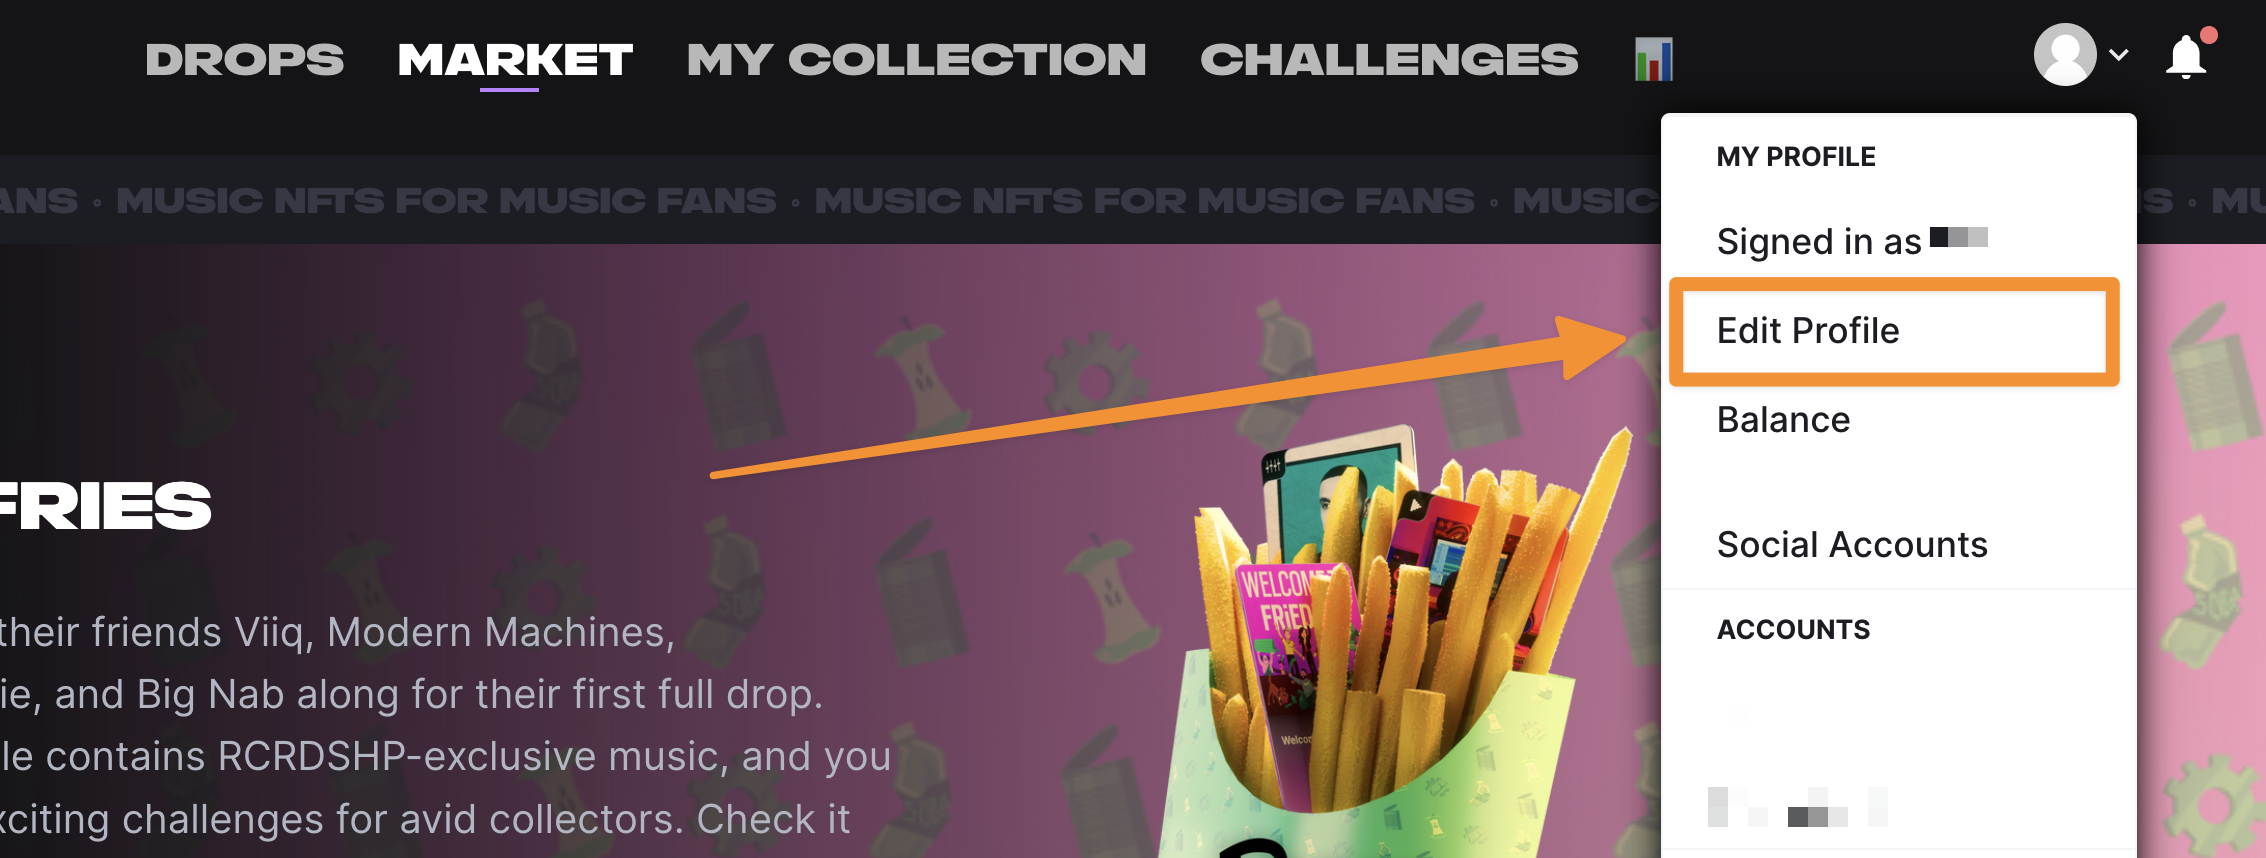 DROPS MARKET MY COLLECTION CHALLENGES
ANS • MUSIC NFTS FOR MUSIC FANS • MUSIC NFTS FOR MUSIC FANS • MUSIC S • MU
MY PROFILE
Signed in as
Edit Profile
Balance
Social Accounts
ACCOUNTS
FRIES
their friends Viiq, Modern Machines,
ie, and Big Nab along for their first full drop.
le contains RCRDSHP-exclusive music, and you
xciting challenges for avid collectors. Check it
WELCOME
FRiED
Welcom